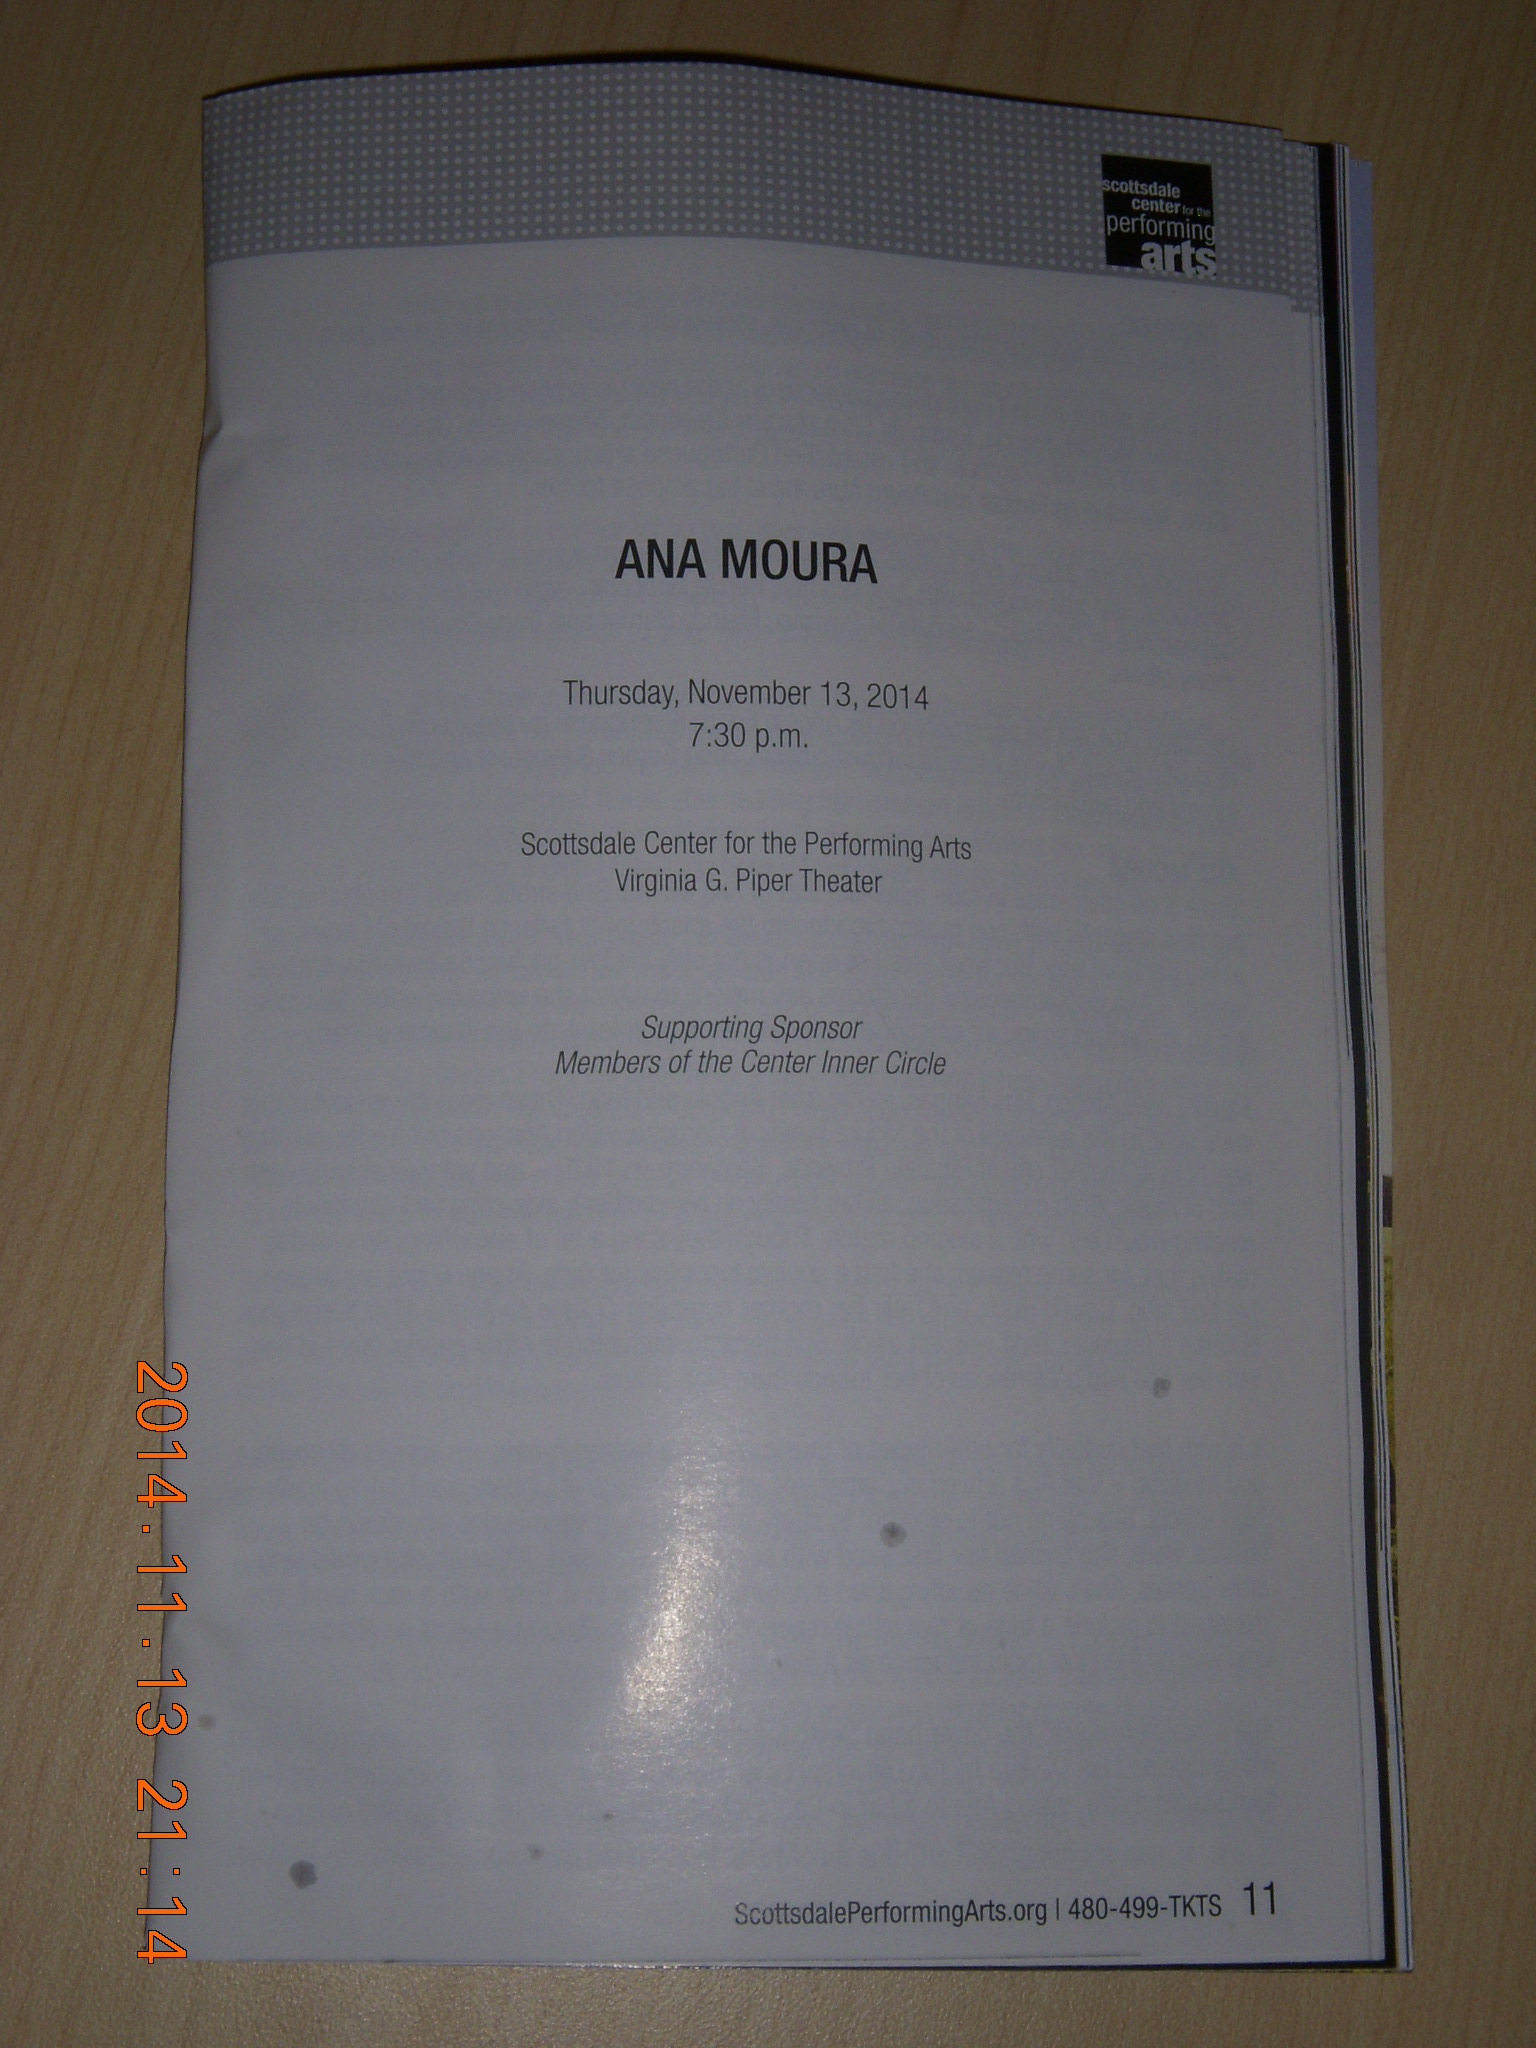 scottsdale
center for the
performing
arts
ANA MOURA
Thursday, November 13, 2014
7:30 p.m.
Scottsdale Center for the Performing Arts
Virginia G. Piper Theater
Supporting Sponsor
Members of the Center Inner Circle
ScottsdalePerformingArts.org | 480-499-TKTS 11
2014.11.13 21:14